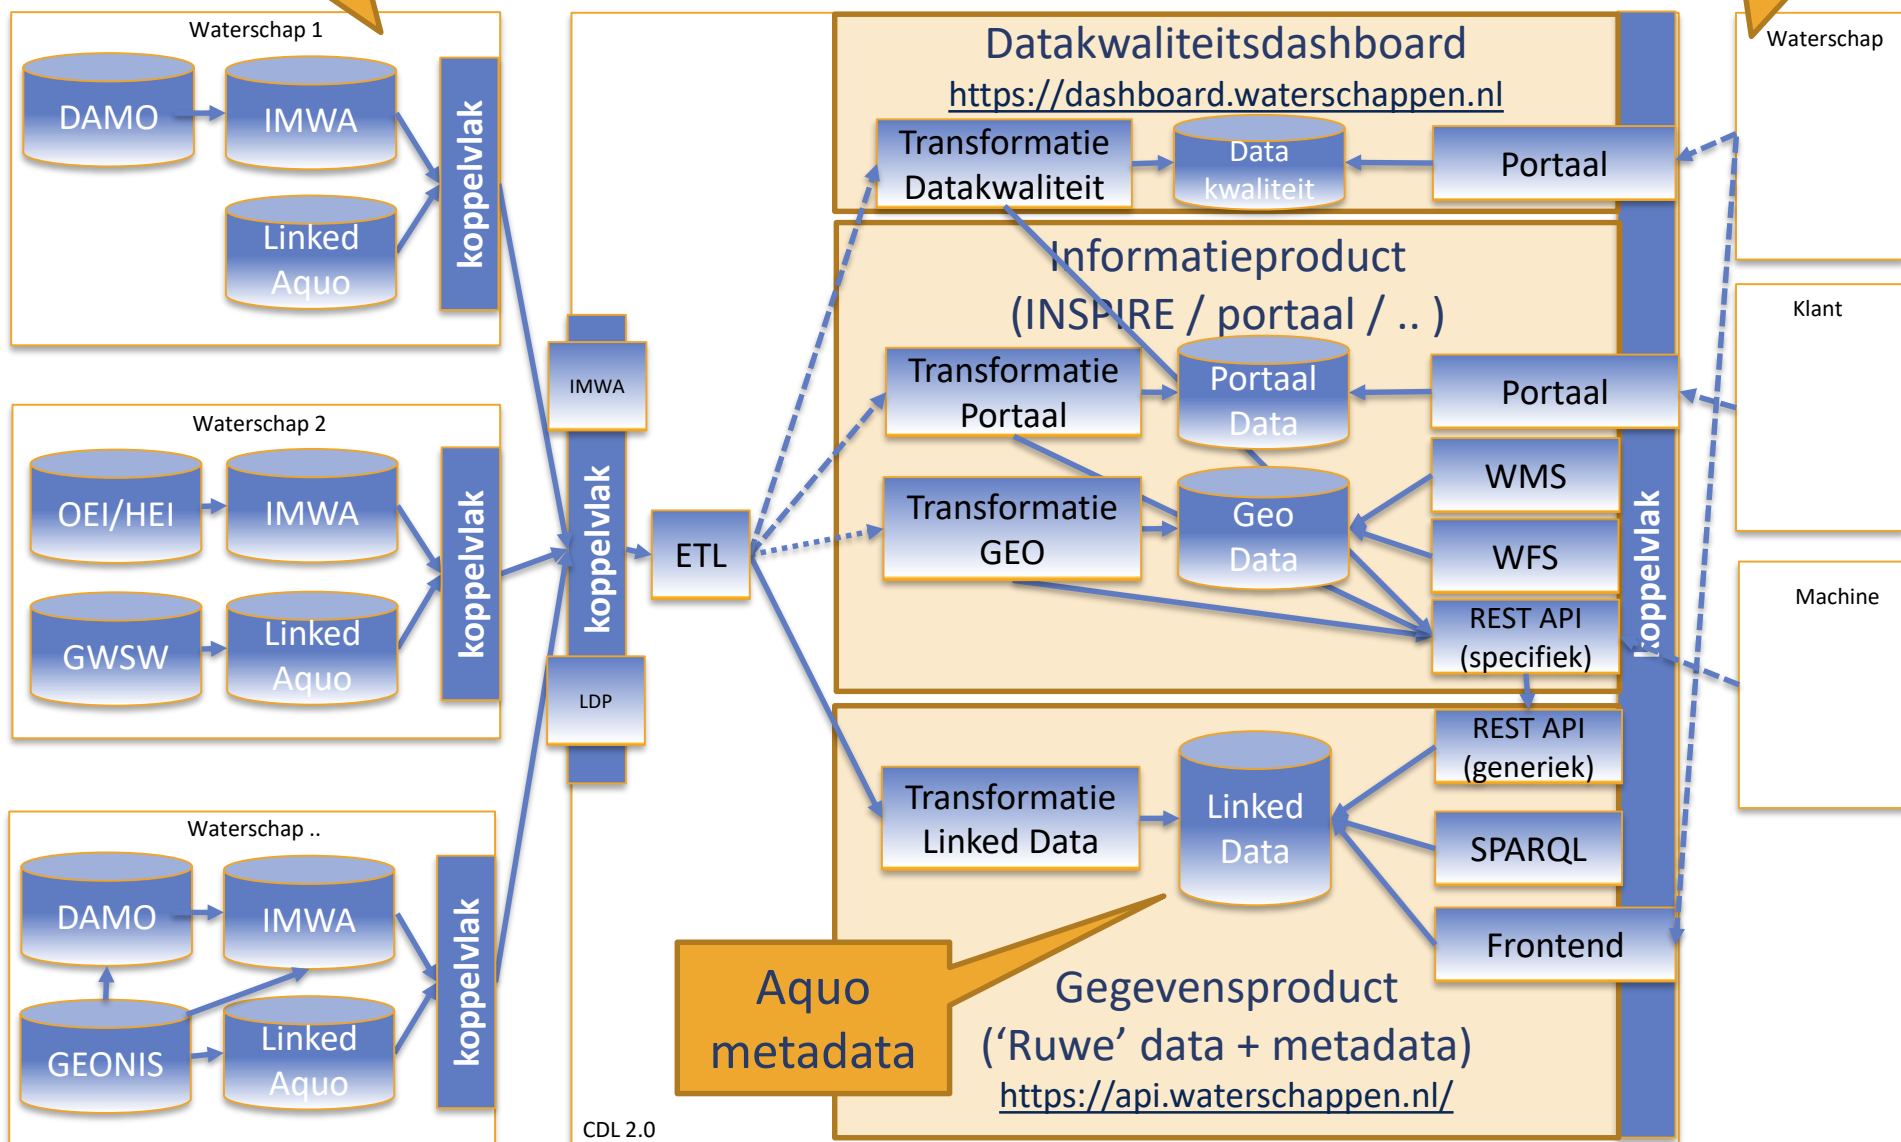 Waterschap 1
DAMO
IMWA
Linked
Aquo
koppelvlak
Waterschap 2
OEI/HEI
IMWA
GWSW
Linked
Aquo
koppelvlak
Waterschap ..
DAMO
IMWA
GEONIS
Linked
Aquo
koppelvlak
IMWA
koppelvlak
LDP
ETL
CDL 2.0
Datakwaliteitsdashboard
https://dashboard.waterschappen.nl
Transformatie
Datakwaliteit
Data
kwaliteit
Portaal
Informatieproduct
(INSPIRE / portaal / .. )
Transformatie
Portaal
Portaal
Data
Portaal
Transformatie
GEO
Geo
Data
WMS
WFS
REST API
(specifiek)
koppelvlak
REST API
(generiek)
Transformatie
Linked Data
Linked
Data
SPARQL
Frontend
Aquo
metadata
Gegevensproduct
(‘Ruwe’ data + metadata)
https://api.waterschappen.nl/
Waterschap
Klant
Machine